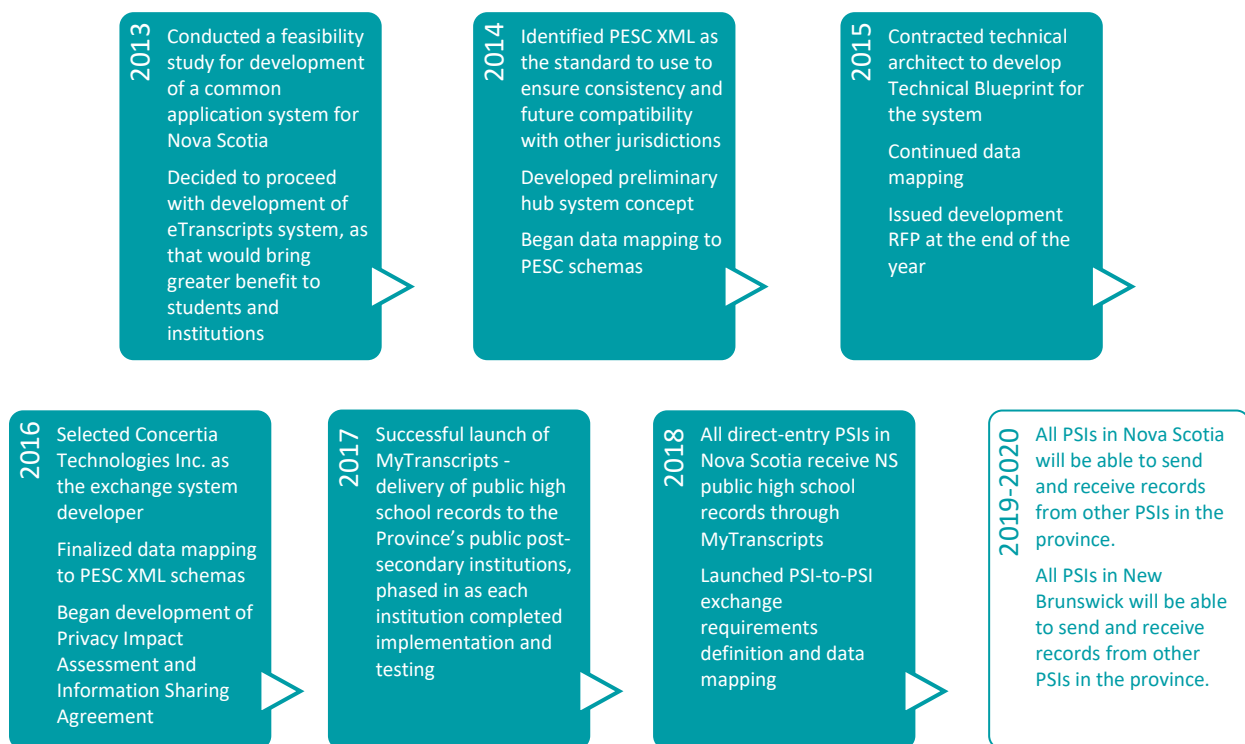 2013
Conducted a feasibility
study for development
of a common
application system for
Nova Scotia
Decided to proceed
with development of
eTranscripts system, as
that would bring
greater benefit to
students and
institutions
2014
Identified PESC XML as
the standard to use to
ensure consistency and
future compatibility
with other jurisdictions
Developed preliminary
hub system concept
Began data mapping to
PESC schemas
2015
Contracted technical
architect to develop
Technical Blueprint for
the system
Continued data
mapping
Issued development
RFP at the end of the
year
2016
Selected Concertia
Technologies Inc. as
the exchange system
developer
Finalized data mapping
to PESC XML schemas
Began development of
Privacy Impact
Assessment and
Information Sharing
Agreement
2017
Successful launch of
MyTranscripts -
delivery of public high
school records to the
Province's public post-
secondary institutions,
phased in as each
institution completed
implementation and
testing
2018
All direct-entry PSIs in
Nova Scotia receive NS
public high school
records through
MyTranscripts
Launched PSI-to-PSI
exchange
requirements
definition and data
mapping
2019-2020
All PSIs in Nova Scotia
will be able to send
and receive records
from other PSIs in the
province.
All PSIs in New
Brunswick will be able
to send and receive
records from other
PSIs in the province.